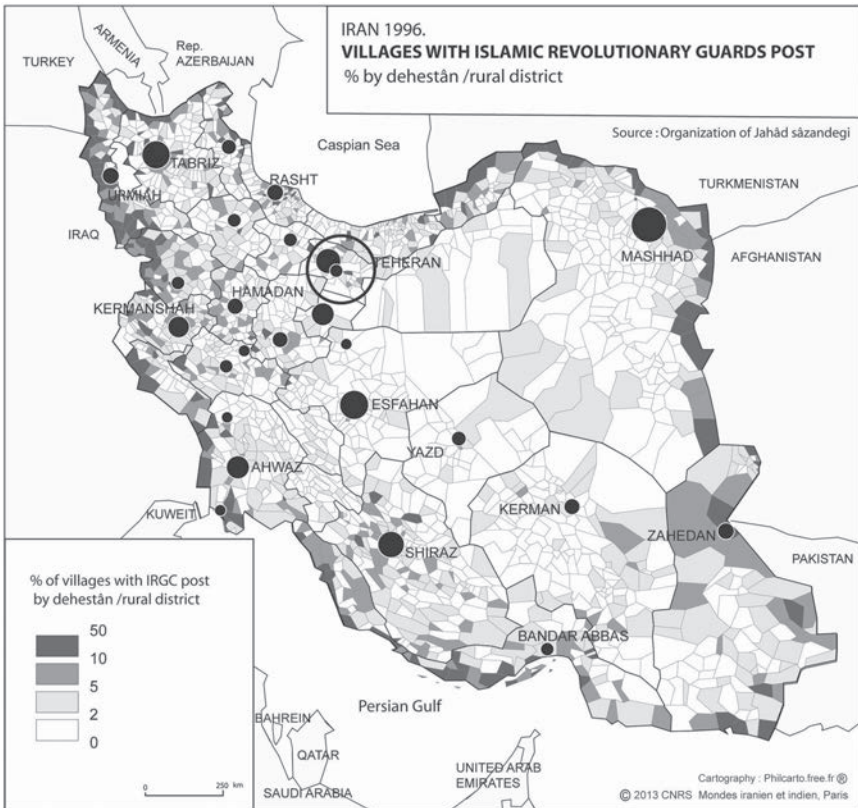 IRAN 1996.
VILLAGES WITH ISLAMIC REVOLUTIONARY GUARDS POST
% by dehestân /rural district
Source : Organization of Jahâd sâzandegi
TURKEY
ARMENIA
Rep.
AZERBAIJAN
Caspian Sea
TURKMENISTAN
AFGHANISTAN
IRAQ
TABRIZ
URMIAH
RASHT
TEHERAN
MASHHAD
HAMADAN
KERMANSHAH
ESFAHAN
YAZD
AHWAZ
KUWEIT
KERMAN
ZAHEDAN
SHIRAZ
PAKISTAN
BANDAR ABBAS
Persian Gulf
BAHREIN
QATAR
SAUDI ARABIA
UNITED ARAB
EMIRATES
% of villages with IRGC post
by dehestân /rural district
50
10
5
2
0
0 250 km
Cartography : Philcarto.free.fr ®
© 2013 CNRS Mondes iranien et indien, Paris